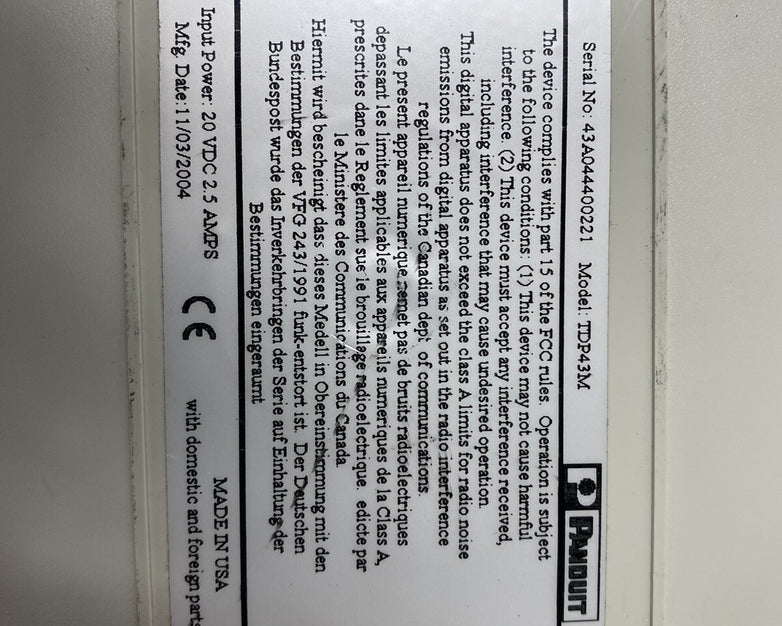 Serial No: 43A044400221 Model: TDP43M
PANDUIT
The device complies with part 15 of the FCC rules. Operation is subject
to the following conditions: (1) This device may not cause harmful
interference. (2) This device must accept any interference received,
including interference that may cause undesired operation
This digital apparatus does not exceed the class A limits for radio noise
emissions from digital apparatus as set out in the radio interference
regulations of the Canadian dept. of communications
Le present appareil numerique nemet pas de bruits radioelectriques
depassant les limites applicables aux appareils numeriques de la Class A,
prescrites dane le Reglement sue le brouillage radioelectrique. edicte par
le Ministere des Communications du Canada
Hiermit wird bescheinigt dass dieses Medell in Obereinstimmung mit den
Bestimmungen der VFG 243/1991 funk-entstort ist. Der Deutschen
Bundespost wurde das Inverkehrbringen der Serie auf Einhaltung der
Bestimmungen eingeraumt
Input Power: 20 VDC 2.5 AMPS CE MADE IN USA
Mfg. Date:11/03/2004 with domestic and foreign parts